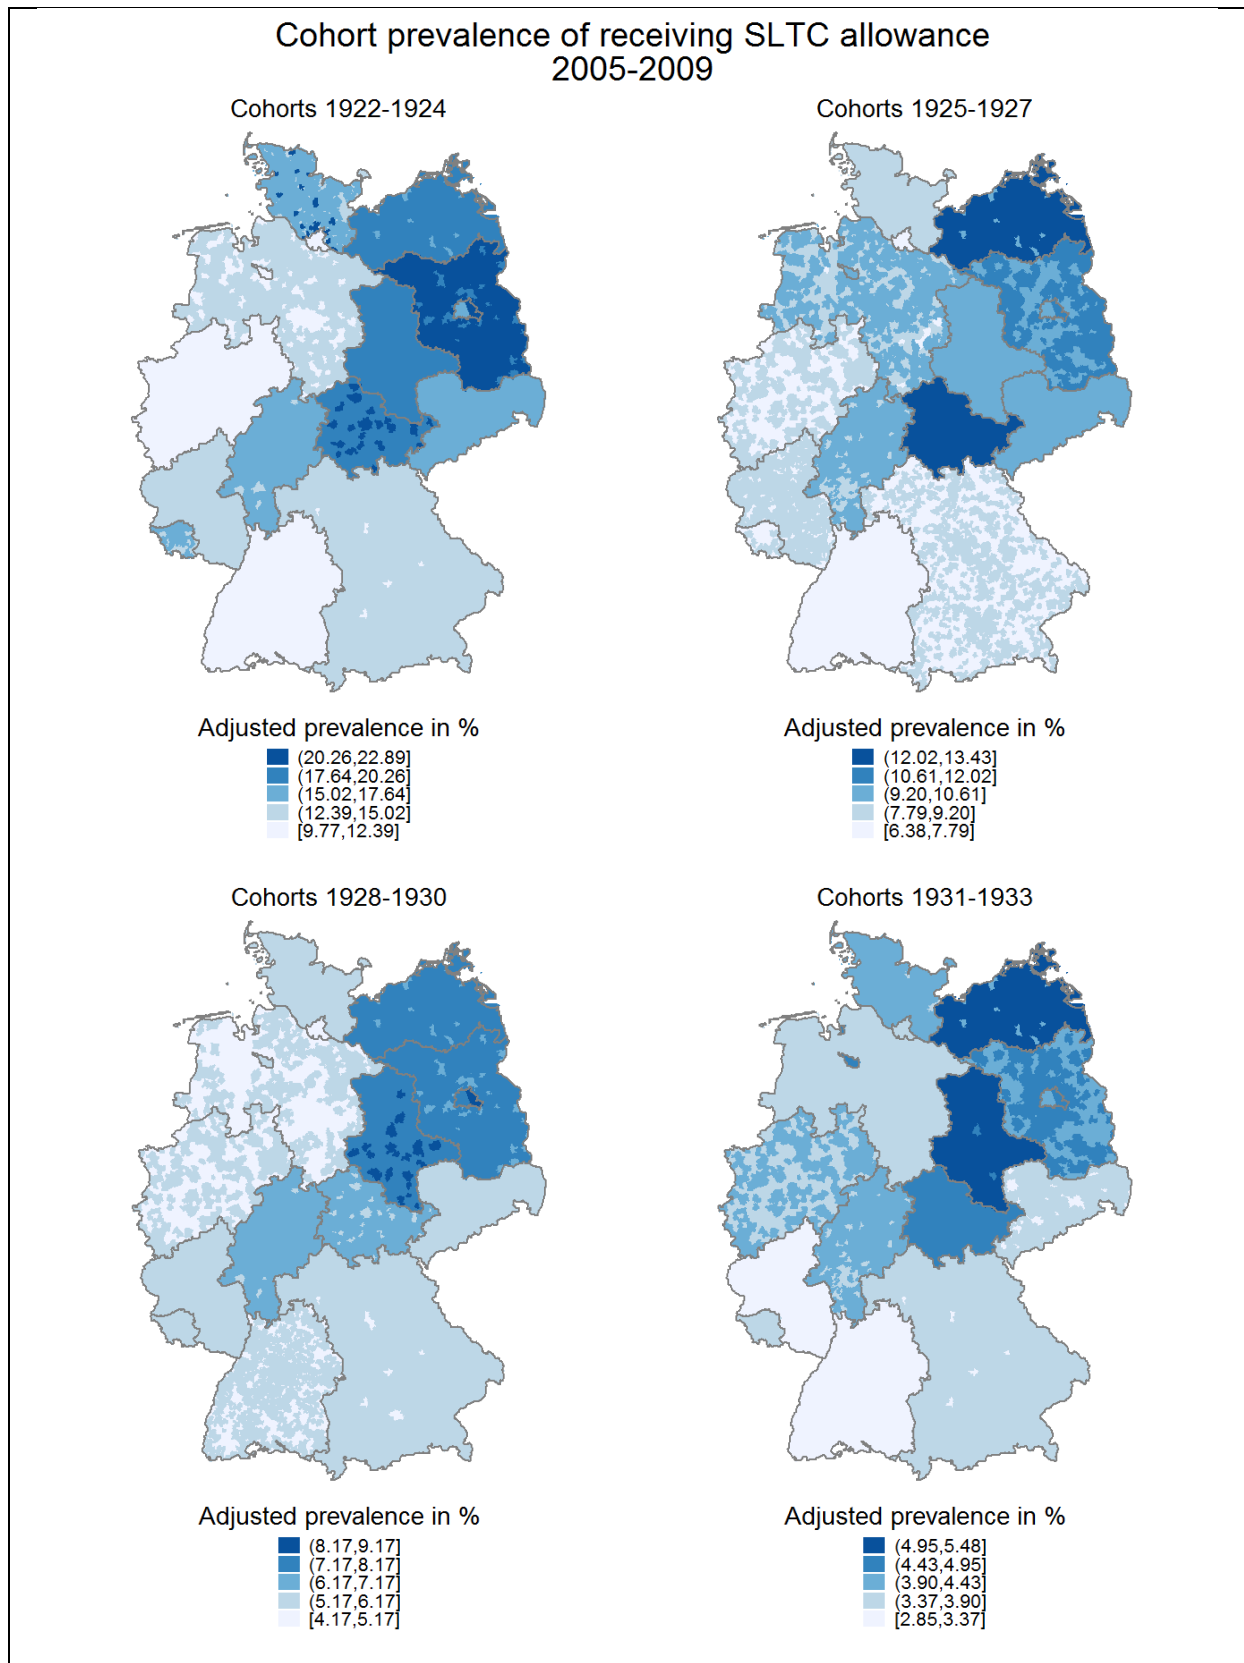 Cohort prevalence of receiving SLTC allowance
2005-2009
Cohorts 1922-1924
Adjusted prevalence in %
(20.26,22.89]
(17.64,20.26]
(15.02,17.64]
(12.39,15.02]
[9.77,12.39]
Cohorts 1925-1927
Adjusted prevalence in %
(12.02,13.43]
(10.61,12.02]
(9.20,10.61]
(7.79,9.20]
[6.38,7.79]
Cohorts 1928-1930
Adjusted prevalence in %
(8.17,9.17]
(7.17,8.17]
(6.17,7.17]
(5.17,6.17]
[4.17,5.17]
Cohorts 1931-1933
Adjusted prevalence in %
(4.95,5.48]
(4.43,4.95]
(3.90,4.43]
(3.37,3.90]
[2.85,3.37]